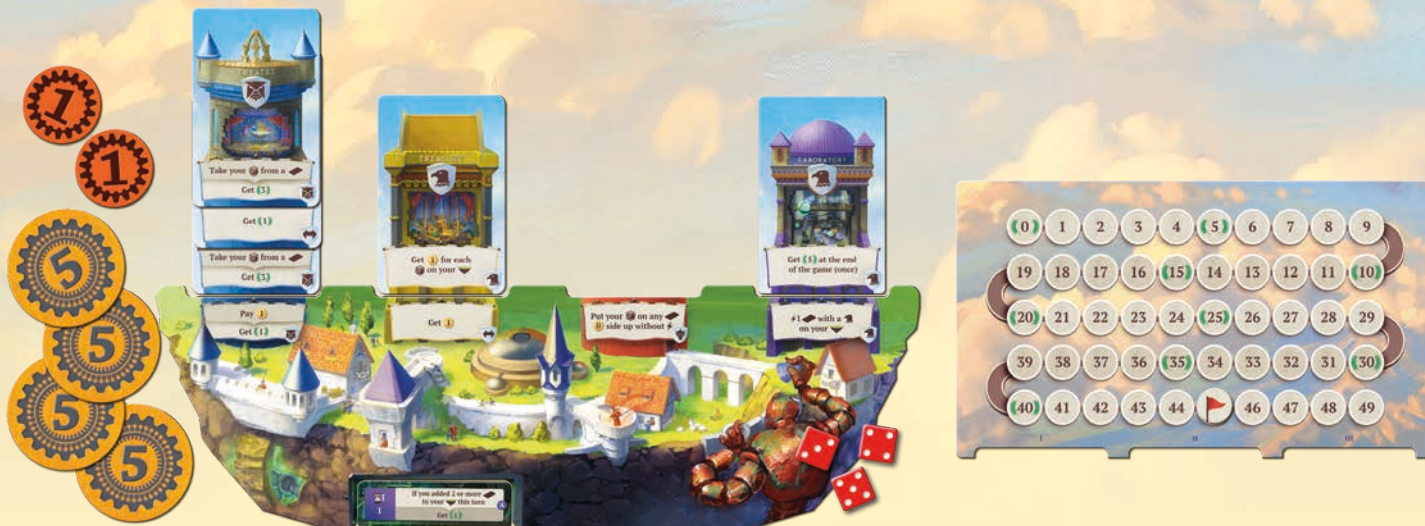 1
1
5
5
5
5
THEATRE
Take your from a
Get (3)
Get (1)
Take your from a
Get (3)
Pay 1
Get (1)
TREASURY
Get 1 for each
on your
Get 1
Put your on any
0 side up without
LABORATORY
Get (5) at the end
of the game (once)
1 with a
on your
1
1
If you added 2 or more
to your this turn
Get (1)
(0) 1 2 3 4 (5) 6 7 8 9
19 18 17 16 (15) 14 13 12 11 (10)
(20) 21 22 23 24 (25) 26 27 28 29
39 38 37 36 (35) 34 33 32 31 (30)
(40) 41 42 43 44 46 47 48 49
I II III